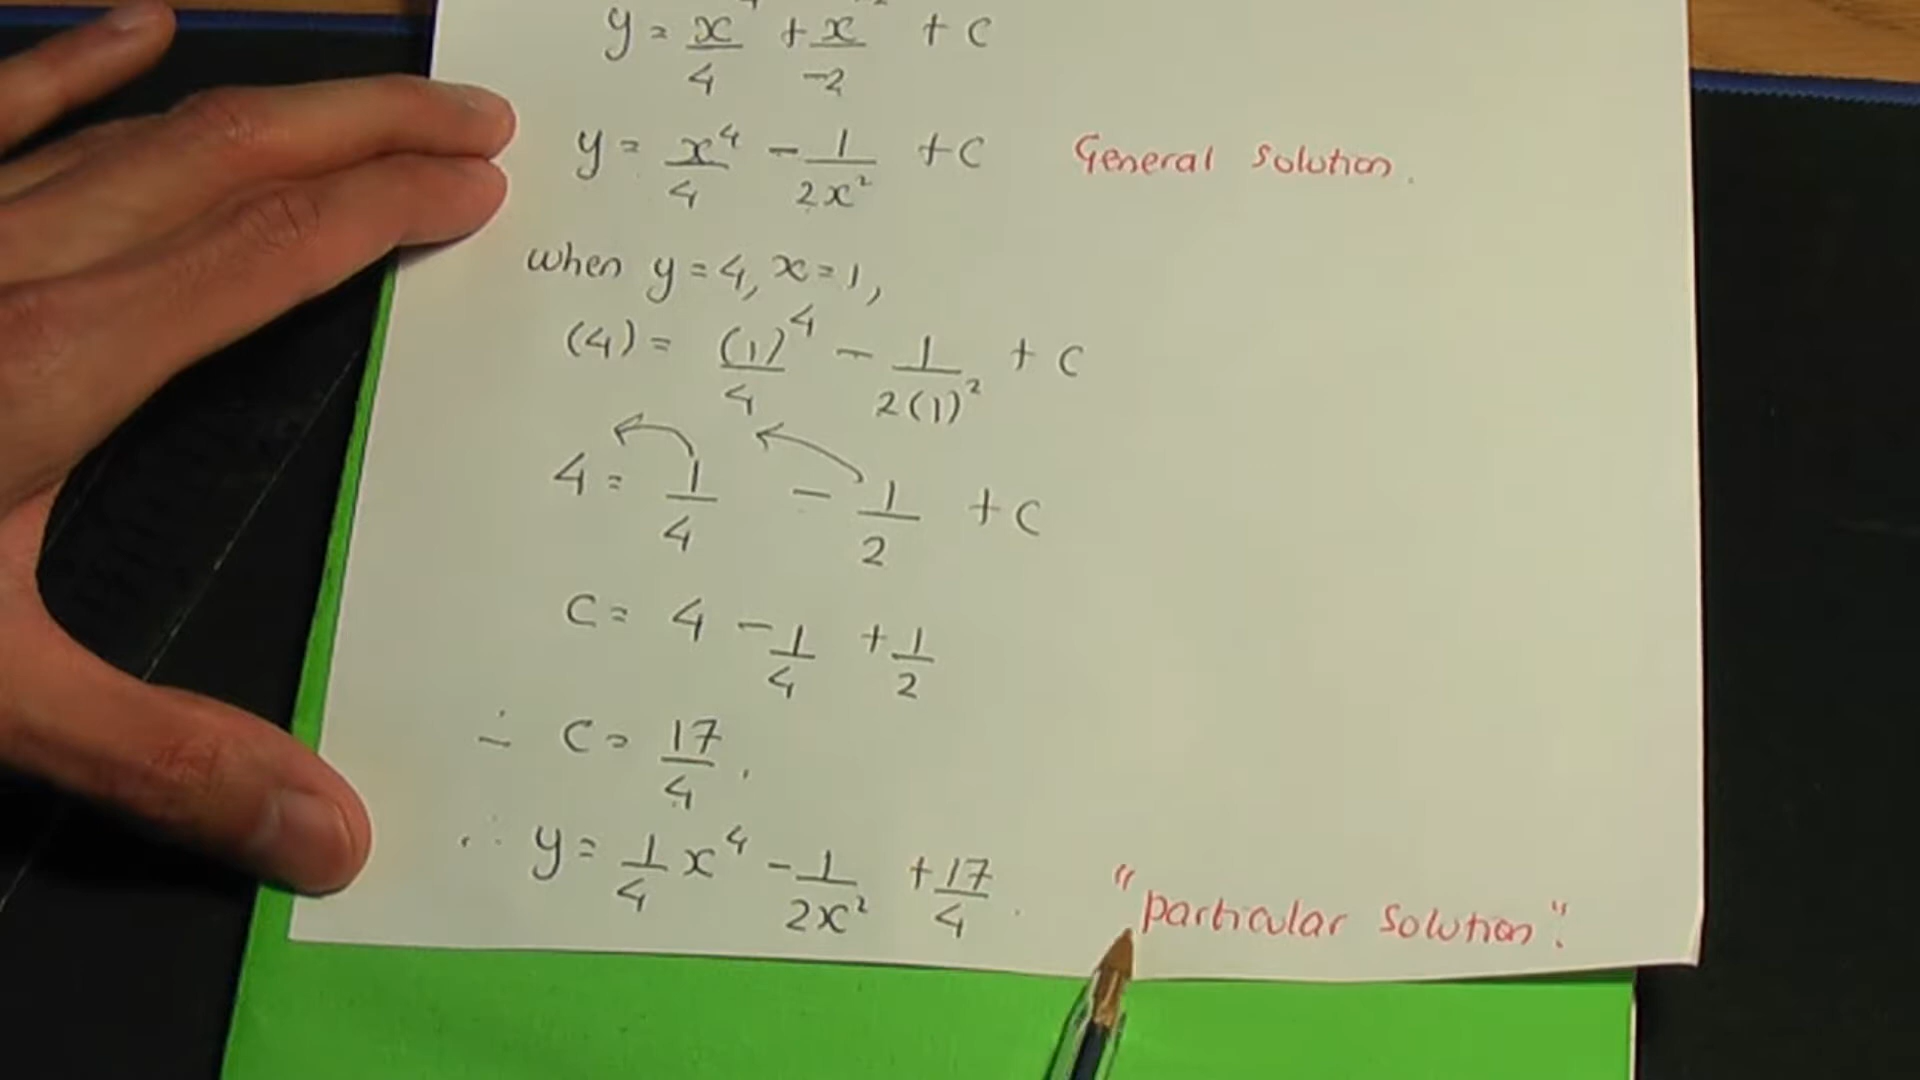 y = x⁴/4 + x⁻²/-2 + c
y = x⁴/4 - 1/2x² + c General Solution.
when y = 4, x = 1,
(4) = (1)⁴/4 - 1/2(1)² + c
4 = 1/4 - 1/2 + c
c = 4 - 1/4 + 1/2
∴ c = 17/4.
∴ y = 1/4 x⁴ - 1/2x² + 17/4. "particular solution".